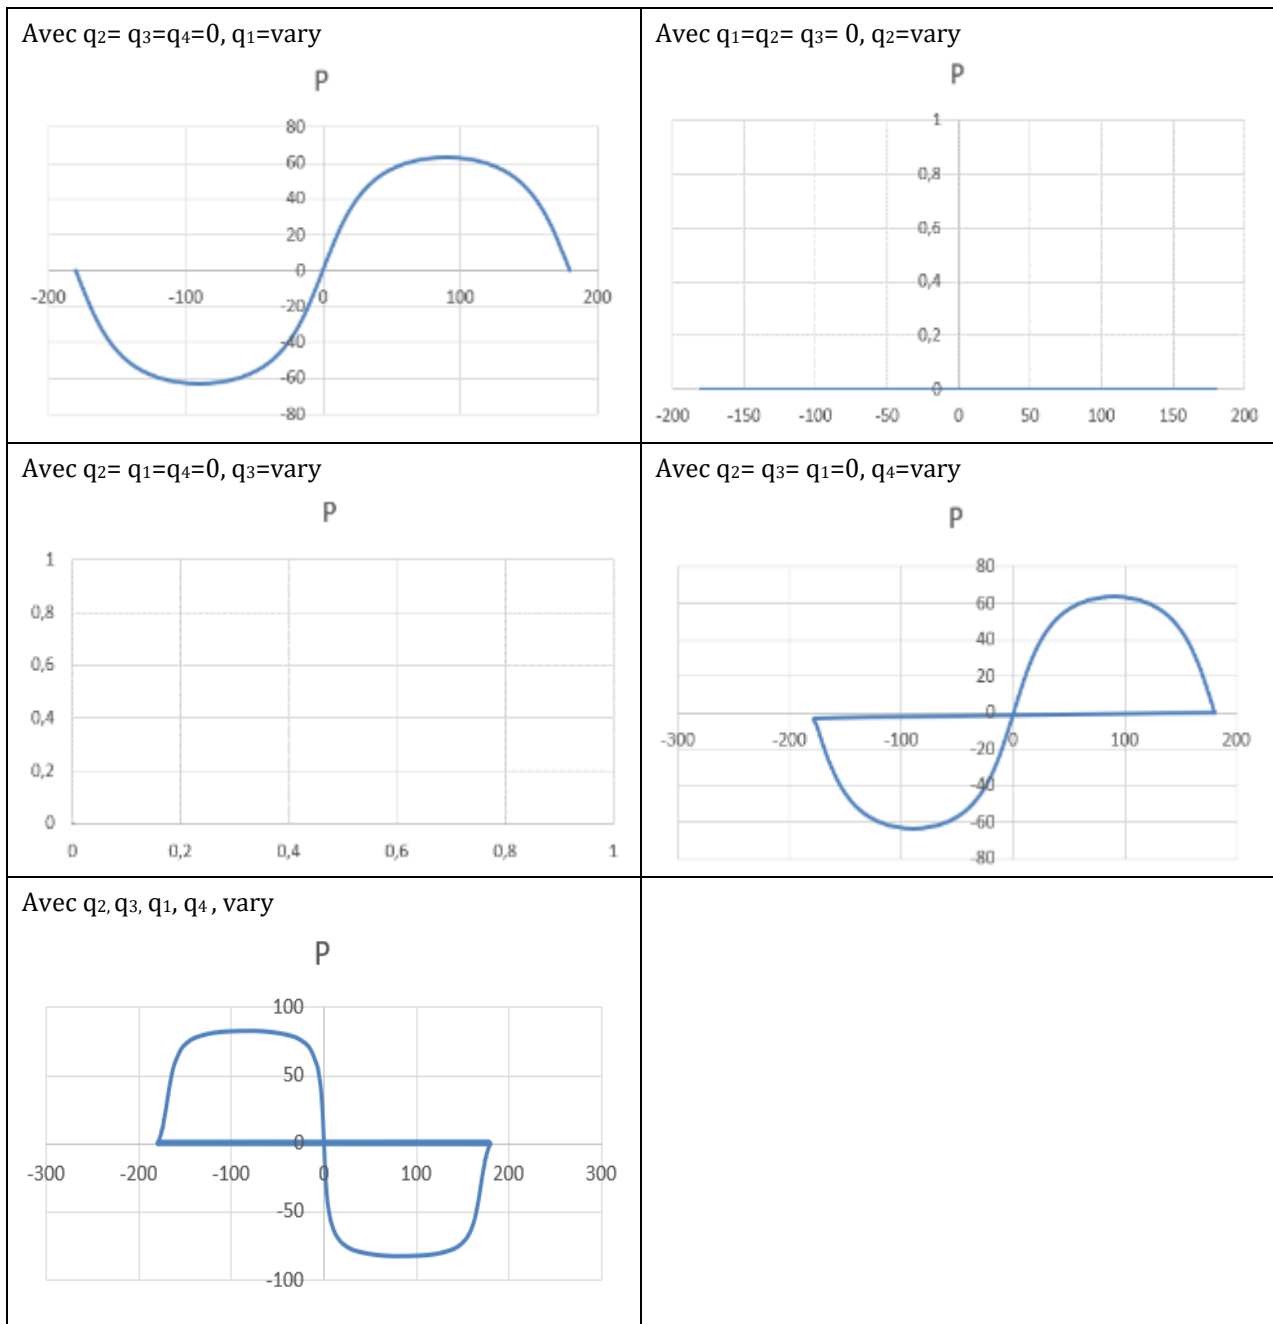 Avec q2= q3=q4=0, q1=vary
P
80
60
40
20
0
-200 -100 0 100 200
-20
-40
-60
-80
Avec q1=q2= q3= 0, q2=vary
P
1
0,8
0,6
0,4
0,2
0
-200 -150 -100 -50 0 50 100 150 200
Avec q2= q1=q4=0, q3=vary
P
1
0,8
0,6
0,4
0,2
0
0 0,2 0,4 0,6 0,8 1
Avec q2= q3= q1=0, q4=vary
P
80
60
40
20
0
-300 -200 -100 0 100 200
-20
-40
-60
-80
Avec q2, q3, q1, q4 , vary
P
100
50
0
-300 -200 -100 0 100 200 300
-50
-100